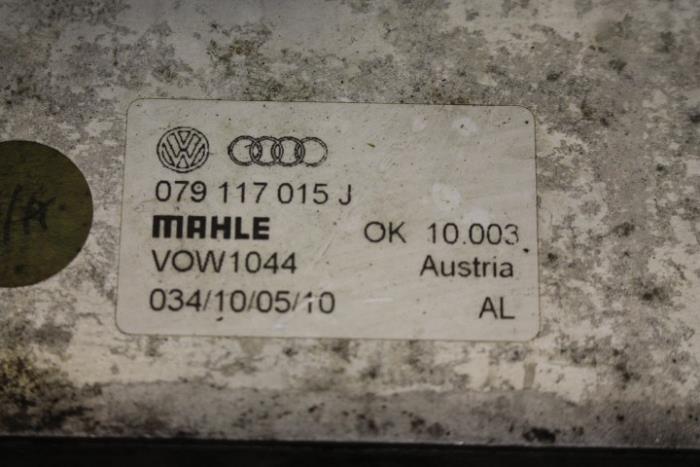 079 117 015 J
MAHLE OK 10.003
VOW1044 Austria
034/10/05/10 AL